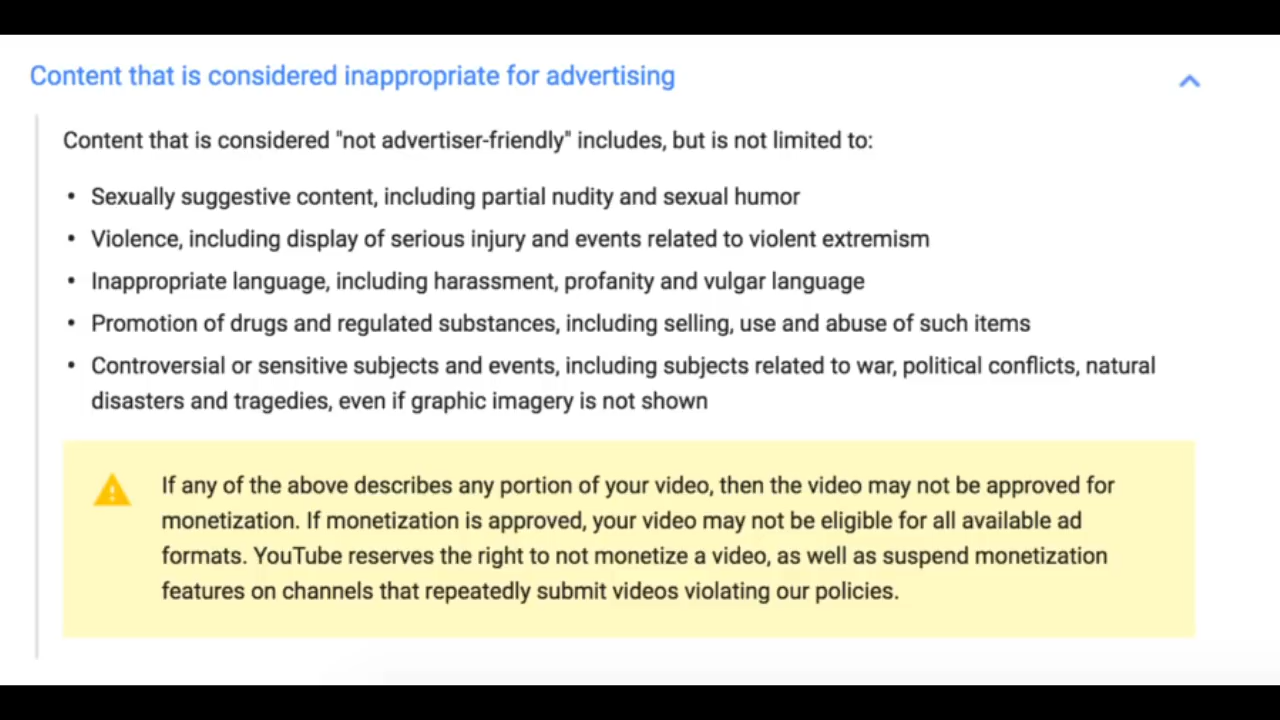 Content that is considered inappropriate for advertising
Content that is considered "not advertiser-friendly" includes, but is not limited to:
• Sexually suggestive content, including partial nudity and sexual humor
• Violence, including display of serious injury and events related to violent extremism
• Inappropriate language, including harassment, profanity and vulgar language
• Promotion of drugs and regulated substances, including selling, use and abuse of such items
• Controversial or sensitive subjects and events, including subjects related to war, political conflicts, natural
disasters and tragedies, even if graphic imagery is not shown
If any of the above describes any portion of your video, then the video may not be approved for
monetization. If monetization is approved, your video may not be eligible for all available ad
formats. YouTube reserves the right to not monetize a video, as well as suspend monetization
features on channels that repeatedly submit videos violating our policies.